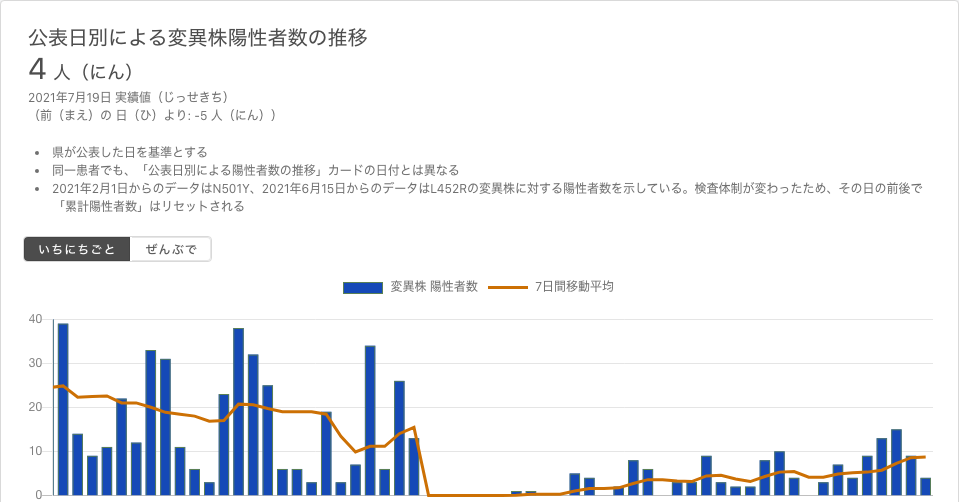 公表日別による変異株陽性者数の推移
4 人（にん）
2021年7月19日 実績値（じっせきち）
（前（まえ）の 日（ひ）より: -5 人（にん））
• 県が公表した日を基準とする
• 同一患者でも、「公表日別による陽性者数の推移」カードの日付とは異なる
• 2021年2月1日からのデータはN501Y、2021年6月15日からのデータはL452Rの変異株に対する陽性者数を示している。検査体制が変わったため、その日の前後で
「累計陽性者数」はリセットされる
いちにちごと ぜんぶで
変異株 陽性者数 7日間移動平均
40
30
20
10
0